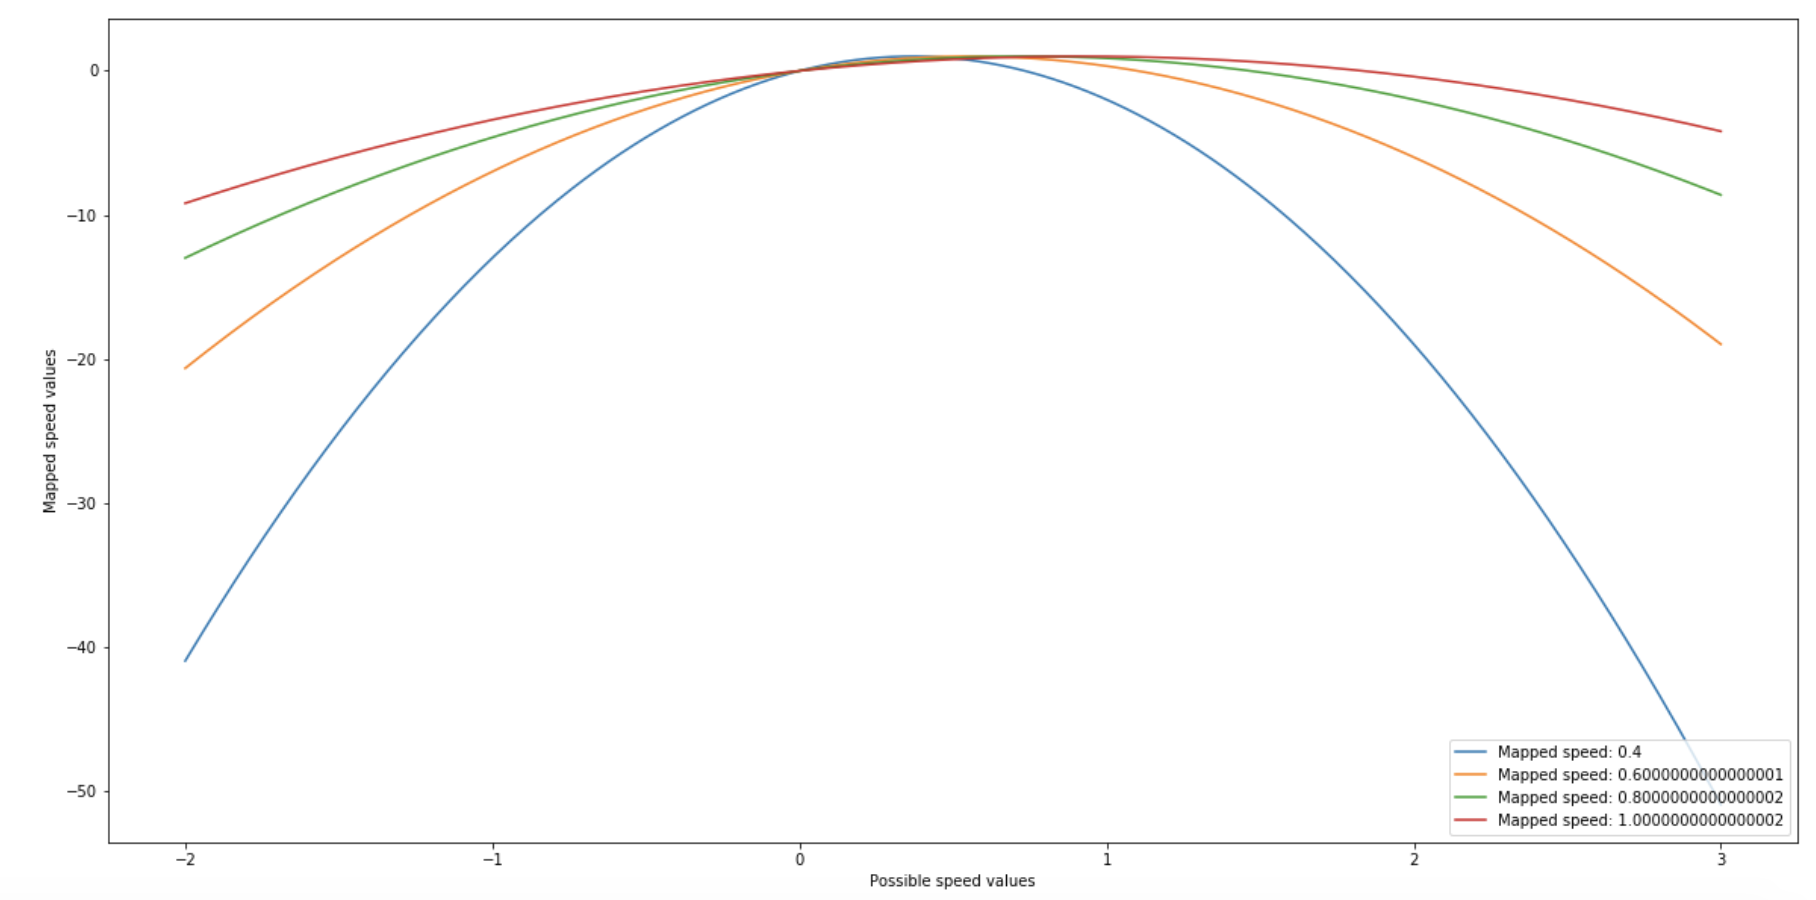 0
−10
−20
−30
−40
−50
Mapped speed values
Mapped speed: 0.4
Mapped speed: 0.6000000000000001
Mapped speed: 0.8000000000000002
Mapped speed: 1.0000000000000002
−2
−1
0
1
2
3
Possible speed values